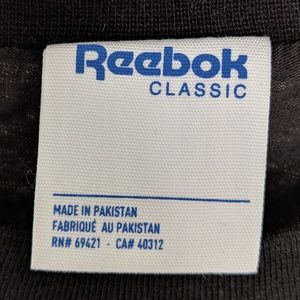 Reebok
CLASSIC
MADE IN PAKISTAN
FABRIQUÉ AU PAKISTAN
RN# 69421 - CA# 40312